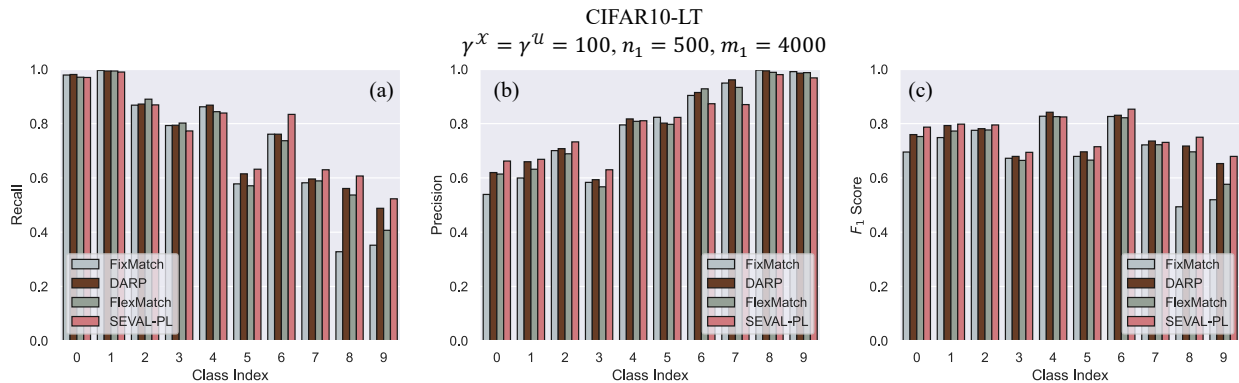 CIFAR10-LT
γ^x = γ^u = 100, n₁ = 500, m₁ = 4000
(a)
1.0
0.8
0.6
0.4
0.2
0.0
Recall
FixMatch
DARP
FlexMatch
SEVAL-PL
0 1 2 3 4 5 6 7 8 9
Class Index
(b)
1.0
0.8
0.6
0.4
0.2
0.0
Precision
FixMatch
DARP
FlexMatch
SEVAL-PL
0 1 2 3 4 5 6 7 8 9
Class Index
(c)
1.0
0.8
0.6
0.4
0.2
0.0
F₁ Score
FixMatch
DARP
FlexMatch
SEVAL-PL
0 1 2 3 4 5 6 7 8 9
Class Index